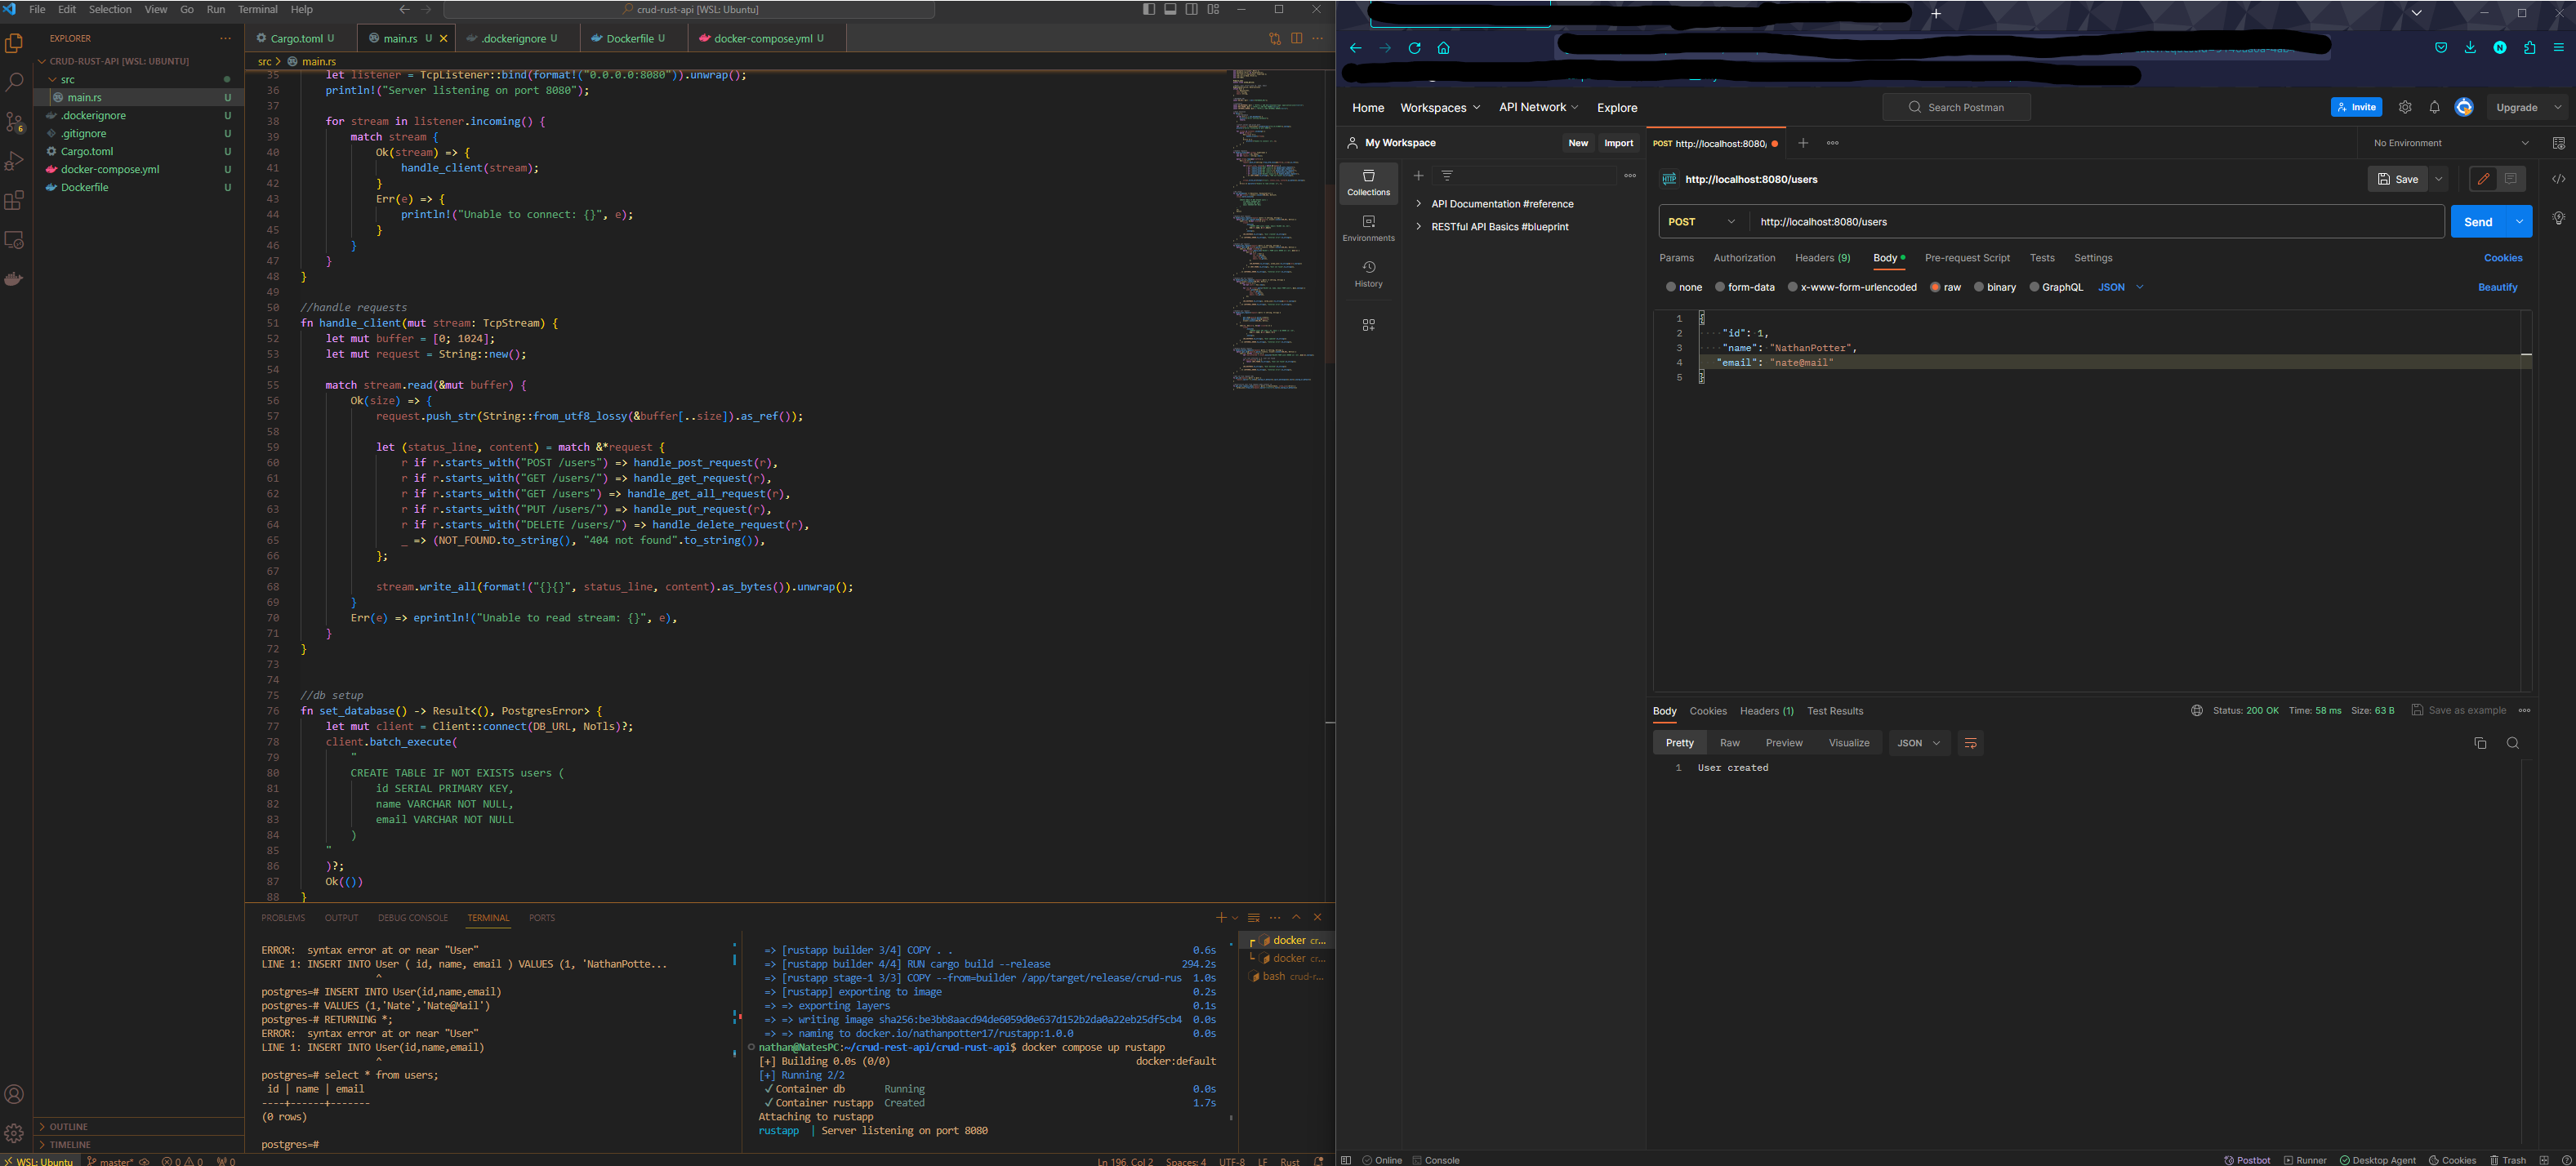 File Edit Selection View Go Run Terminal Help
crud-rust-api [WSL: Ubuntu]
EXPLORER
CRUD-RUST-API [WSL: UBUNTU]
src
main.rs U
.dockerignore U
.gitignore U
Cargo.toml U
docker-compose.yml U
Dockerfile U
OUTLINE
TIMELINE
Cargo.toml U main.rs U .dockerignore U Dockerfile U docker-compose.yml U
src > main.rs
35 let listener = TcpListener::bind(format!("0.0.0.0:8080")).unwrap();
36 println!("Server listening on port 8080");
37
38 for stream in listener.incoming() {
39 match stream {
40 Ok(stream) => {
41 handle_client(stream);
42 }
43 Err(e) => {
44 println!("Unable to connect: {}", e);
45 }
46 }
47 }
48 }
49
50 //handle requests
51 fn handle_client(mut stream: TcpStream) {
52 let mut buffer = [0; 1024];
53 let mut request = String::new();
54
55 match stream.read(&mut buffer) {
56 Ok(size) => {
57 request.push_str(String::from_utf8_lossy(&buffer[..size]).as_ref());
58
59 let (status_line, content) = match &*request {
60 r if r.starts_with("POST /users") => handle_post_request(r),
61 r if r.starts_with("GET /users/") => handle_get_request(r),
62 r if r.starts_with("GET /users") => handle_get_all_request(r),
63 r if r.starts_with("PUT /users/") => handle_put_request(r),
64 r if r.starts_with("DELETE /users/") => handle_delete_request(r),
65 _ => (NOT_FOUND.to_string(), "404 not found".to_string()),
66 };
67
68 stream.write_all(format!("{}{}", status_line, content).as_bytes()).unwrap();
69 }
70 Err(e) => eprintln!("Unable to read stream: {}", e),
71 }
72 }
73
74
75 //db setup
76 fn set_database() -> Result<(), PostgresError> {
77 let mut client = Client::connect(DB_URL, NoTls)?;
78 client.batch_execute(
79 "
80 CREATE TABLE IF NOT EXISTS users (
81 id SERIAL PRIMARY KEY,
82 name VARCHAR NOT NULL,
83 email VARCHAR NOT NULL
84 )
85 "
86 )?;
87 Ok(())
88 }
PROBLEMS OUTPUT DEBUG CONSOLE TERMINAL PORTS
ERROR:  syntax error at or near "User"
LINE 1: INSERT INTO User ( id, name, email ) VALUES (1, 'NathanPotte...
^
postgres=# INSERT INTO User(id,name,email)
postgres-# VALUES (1,'Nate','Nate@Mail')
postgres-# RETURNING *;
ERROR:  syntax error at or near "User"
LINE 1: INSERT INTO User(id,name,email)
^
postgres=# select * from users;
id | name | email
----+------+-------
(0 rows)
postgres=#
=> [rustapp builder 3/4] COPY . . 0.6s
=> [rustapp builder 4/4] RUN cargo build --release 294.2s
=> [rustapp stage-1 3/3] COPY --from=builder /app/target/release/crud-rus 1.0s
=> [rustapp] exporting to image 0.2s
=> => exporting layers 0.1s
=> => writing image sha256:be3bb8aacd94de6059d0e637d152b2da0a22eb25df5cb4 0.0s
=> => naming to docker.io/nathanpotter17/rustapp:1.0.0 0.0s
nathan@NatesPC:~/crud-rest-api/crud-rust-api$ docker compose up rustapp
[+] Building 0.0s (0/0) docker:default
[+] Running 2/2
✓ Container db Running 0.0s
✓ Container rustapp Created 1.7s
Attaching to rustapp
rustapp | Server listening on port 8080
docker cr...
docker cr...
bash crud-r...
WSL: Ubuntu master* 0 0 0 Ln 196, Col 2 Spaces: 4 UTF-8 LF Rust
Home Workspaces API Network Explore Search Postman Invite Upgrade
My Workspace New Import
Collections
Environments
History
API Documentation #reference
RESTful API Basics #blueprint
POST http://localhost:8080/ No Environment
HTTP http://localhost:8080/users Save
POST http://localhost:8080/users Send
Params Authorization Headers (9) Body Pre-request Script Tests Settings Cookies
none form-data x-www-form-urlencoded raw binary GraphQL JSON Beautify
1 {
2 "id": 1,
3 "name": "NathanPotter",
4 "email": "nate@mail"
5 }
Body Cookies Headers (1) Test Results Status: 200 OK Time: 58 ms Size: 63 B Save as example
Pretty Raw Preview Visualize JSON
1 User created
Online Console Postbot Runner Desktop Agent Cookies Trash